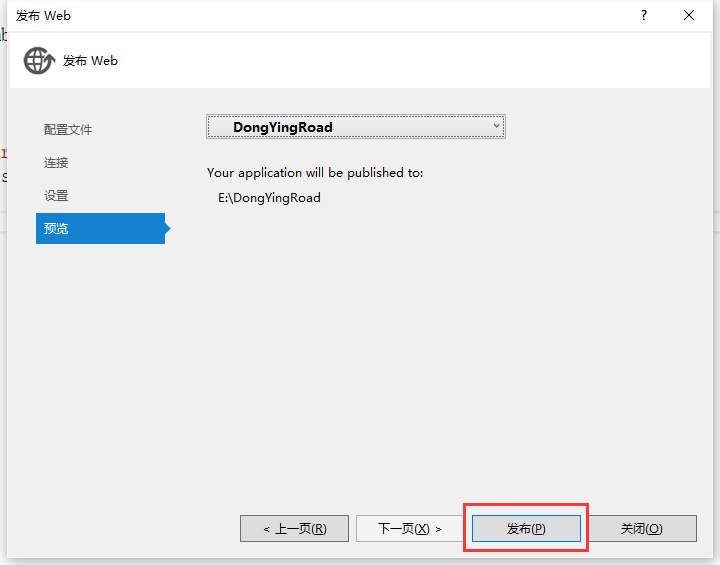 发布 Web
?
发布 Web
配置文件
连接
设置
预览
DongYingRoad
Your application will be published to:
E:\DongYingRoad
< 上一页(R)
下一页(X) >
发布(P)
关闭(O)